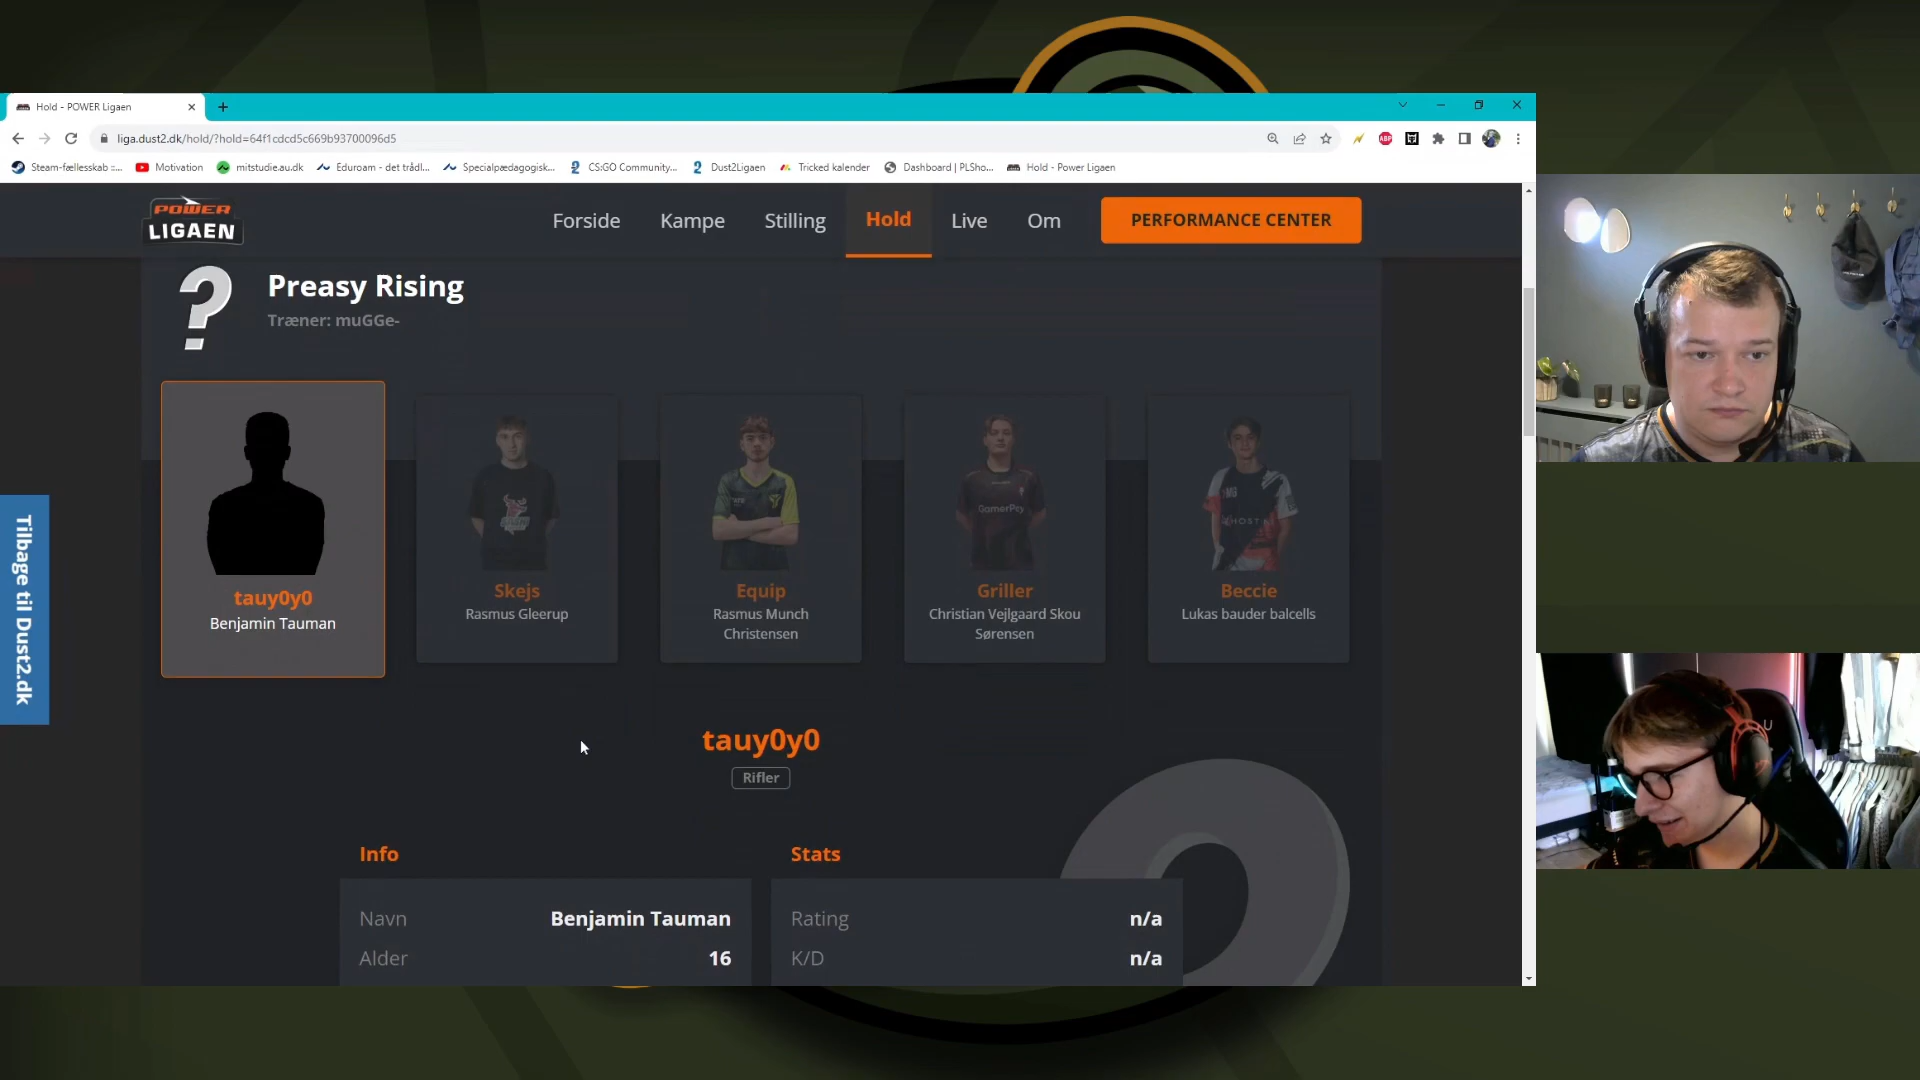 Hold - POWER Ligaen
liga.dust2.dk/hold/?hold=64f1cdcd5c669b93700096d5
Steam-fællesskab ::... Motivation mitstudie.au.dk Eduroam - det trådl... Specialpædagogisk... CS:GO Community... Dust2Ligaen Tricked kalender Dashboard | PLSho... Hold - Power Ligaen
ABP
POWER
LIGAEN
Forside Kampe Stilling Hold Live Om PERFORMANCE CENTER
Preasy Rising
Træner: muGGe-
GamerPay
tauy0y0
Benjamin Tauman
Skejs
Rasmus Gleerup
Equip
Rasmus Munch
Christensen
Griller
Christian Vejlgaard Skou
Sørensen
Beccie
Lukas bauder balcells
Tilbage til Dust2.dk
tauy0y0
Rifler
Info
Navn Benjamin Tauman
Alder 16
Stats
Rating n/a
K/D n/a